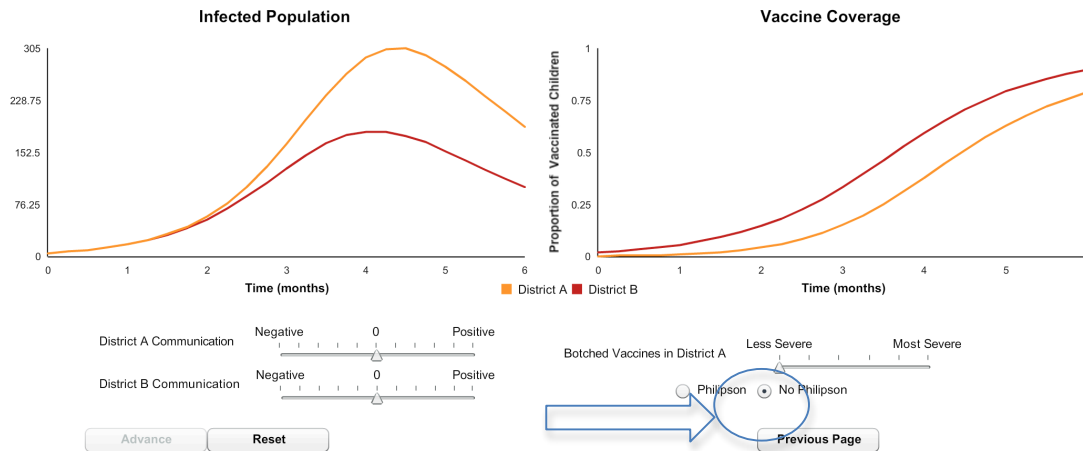 Infected Population
305
228.75
152.5
76.25
0
0 1 2 3 4 5 6
Time (months)
Vaccine Coverage
Proportion of Vaccinated Children
1
0.75
0.5
0.25
0
0 1 2 3 4 5
Time (months)
District A District B
District A Communication
Negative 0 Positive
District B Communication
Negative 0 Positive
Botched Vaccines in District A
Less Severe Most Severe
Philipson No Philipson
Advance Reset
Previous Page